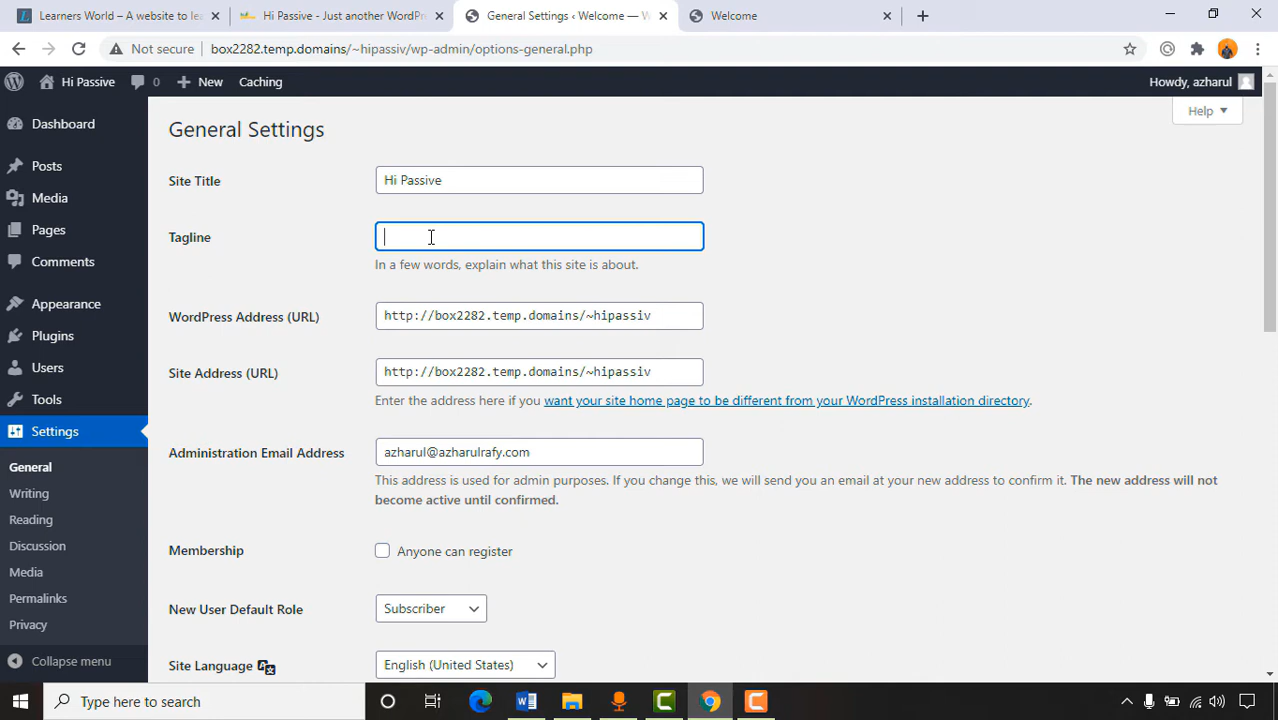 Learners World – A website to lea
Hi Passive - Just another WordPr
General Settings ‹ Welcome — W
Welcome
Not secure
box2282.temp.domains/~hipassiv/wp-admin/options-general.php
Hi Passive
0
New
Caching
Howdy, azharul
Dashboard
Posts
Media
Pages
Comments
Appearance
Plugins
Users
Tools
Settings
General
Writing
Reading
Discussion
Media
Permalinks
Privacy
Collapse menu
Help
General Settings
Site Title
Hi Passive
Tagline
In a few words, explain what this site is about.
WordPress Address (URL)
http://box2282.temp.domains/~hipassiv
Site Address (URL)
http://box2282.temp.domains/~hipassiv
Enter the address here if you want your site home page to be different from your WordPress installation directory.
Administration Email Address
azharul@azharulrafy.com
This address is used for admin purposes. If you change this, we will send you an email at your new address to confirm it. The new address will not
become active until confirmed.
Membership
Anyone can register
New User Default Role
Subscriber
Site Language
English (United States)
Type here to search